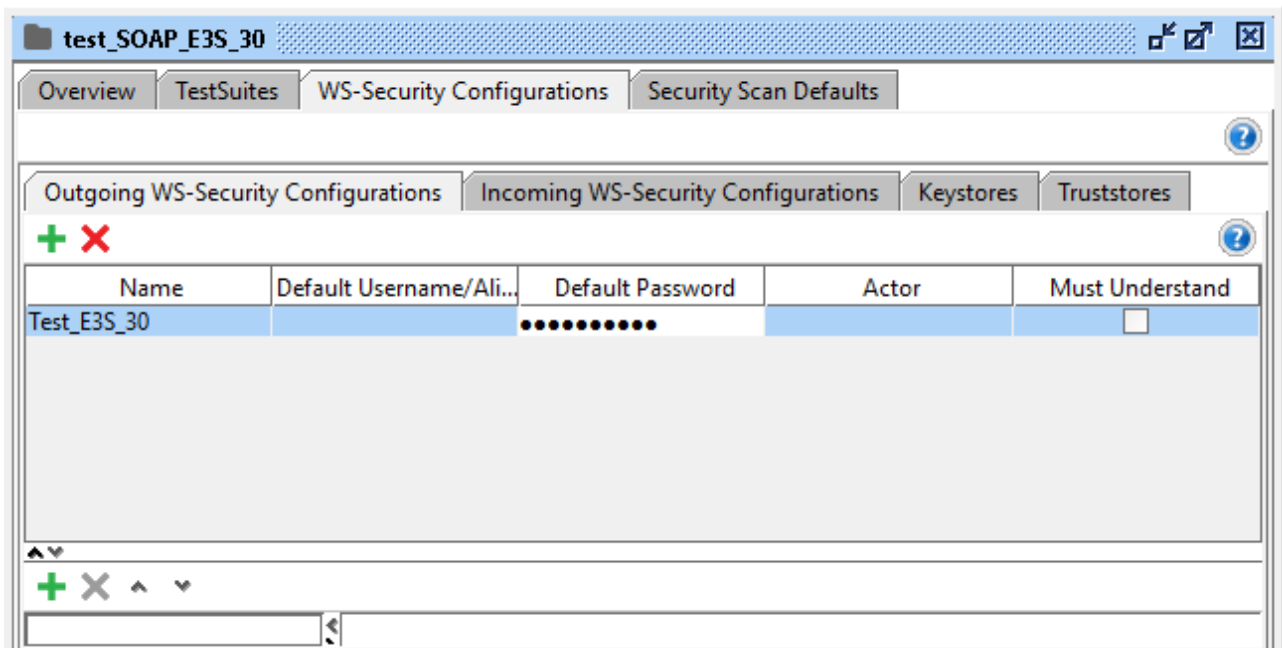 test_SOAP_E3S_30
Overview TestSuites WS-Security Configurations Security Scan Defaults
?
Outgoing WS-Security Configurations Incoming WS-Security Configurations Keystores Truststores
?
Name Default Username/Ali... Default Password Actor Must Understand
Test_E3S_30 ●●●●●●●●●●